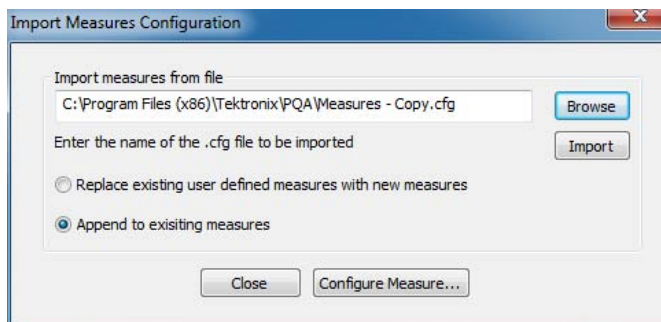 Import Measures Configuration
X
Import measures from file
C:\Program Files (x86)\Tektronix\PQA\Measures - Copy.cfg
Browse
Enter the name of the .cfg file to be imported
Import
Replace existing user defined measures with new measures
Append to exisiting measures
Close
Configure Measure...